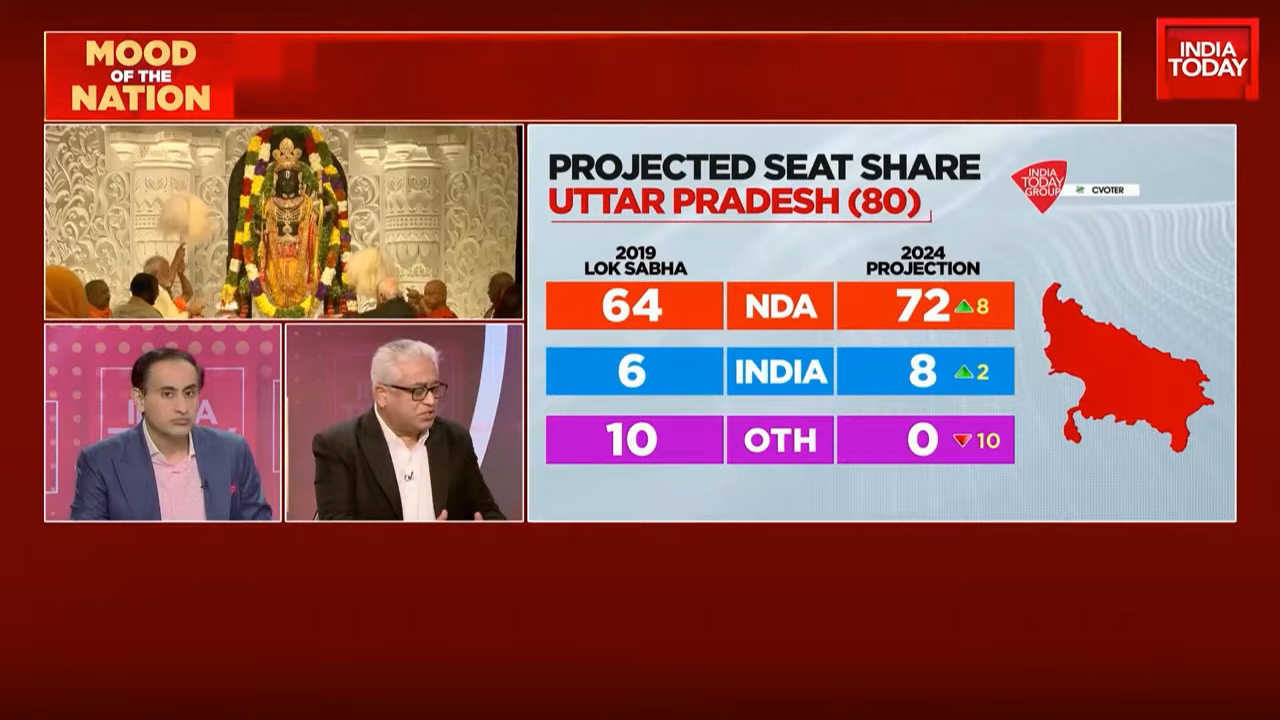 MOOD
OF THE
NATION
INDIA
TODAY
PROJECTED SEAT SHARE
UTTAR PRADESH (80)
INDIA
TODAY
GROUP
CVOTER
2019
LOK SABHA
2024
PROJECTION
64 NDA 72 8
6 INDIA 8 2
10 OTH 0 10